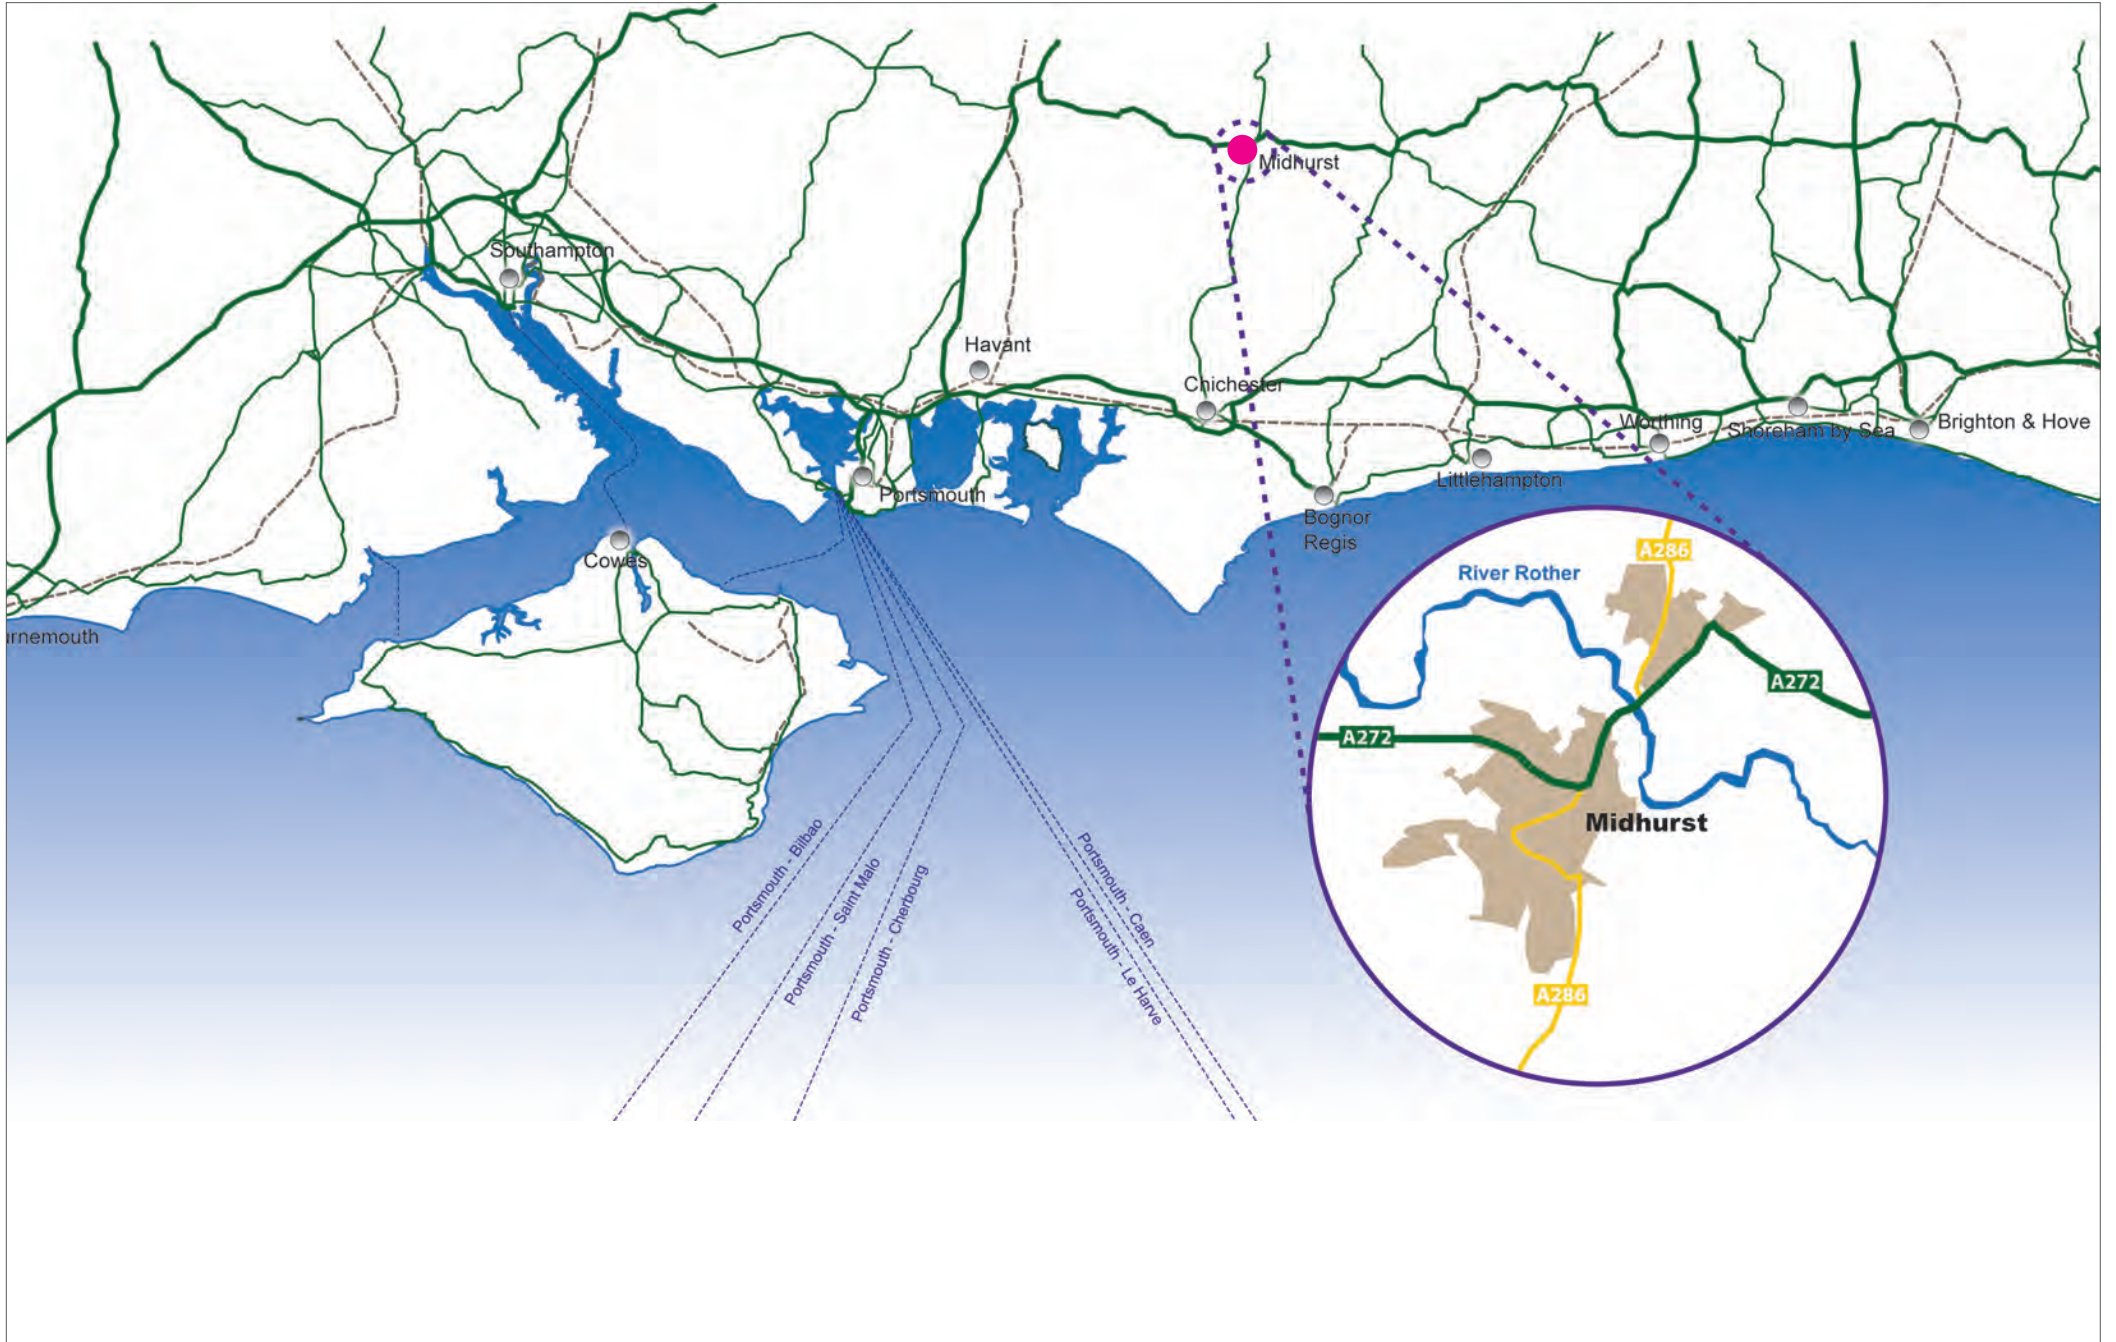 Midhurst
Southampton
Havant
Chichester
Worthing
Shoreham by Sea
Brighton & Hove
Littlehampton
Portsmouth
Bognor
Regis
Cowes
urnemouth
A286
River Rother
A272
A272
Midhurst
A286
Portsmouth - Bilbao
Portsmouth - Saint Malo
Portsmouth - Cherbourg
Portsmouth - Caen
Portsmouth - Le Harve